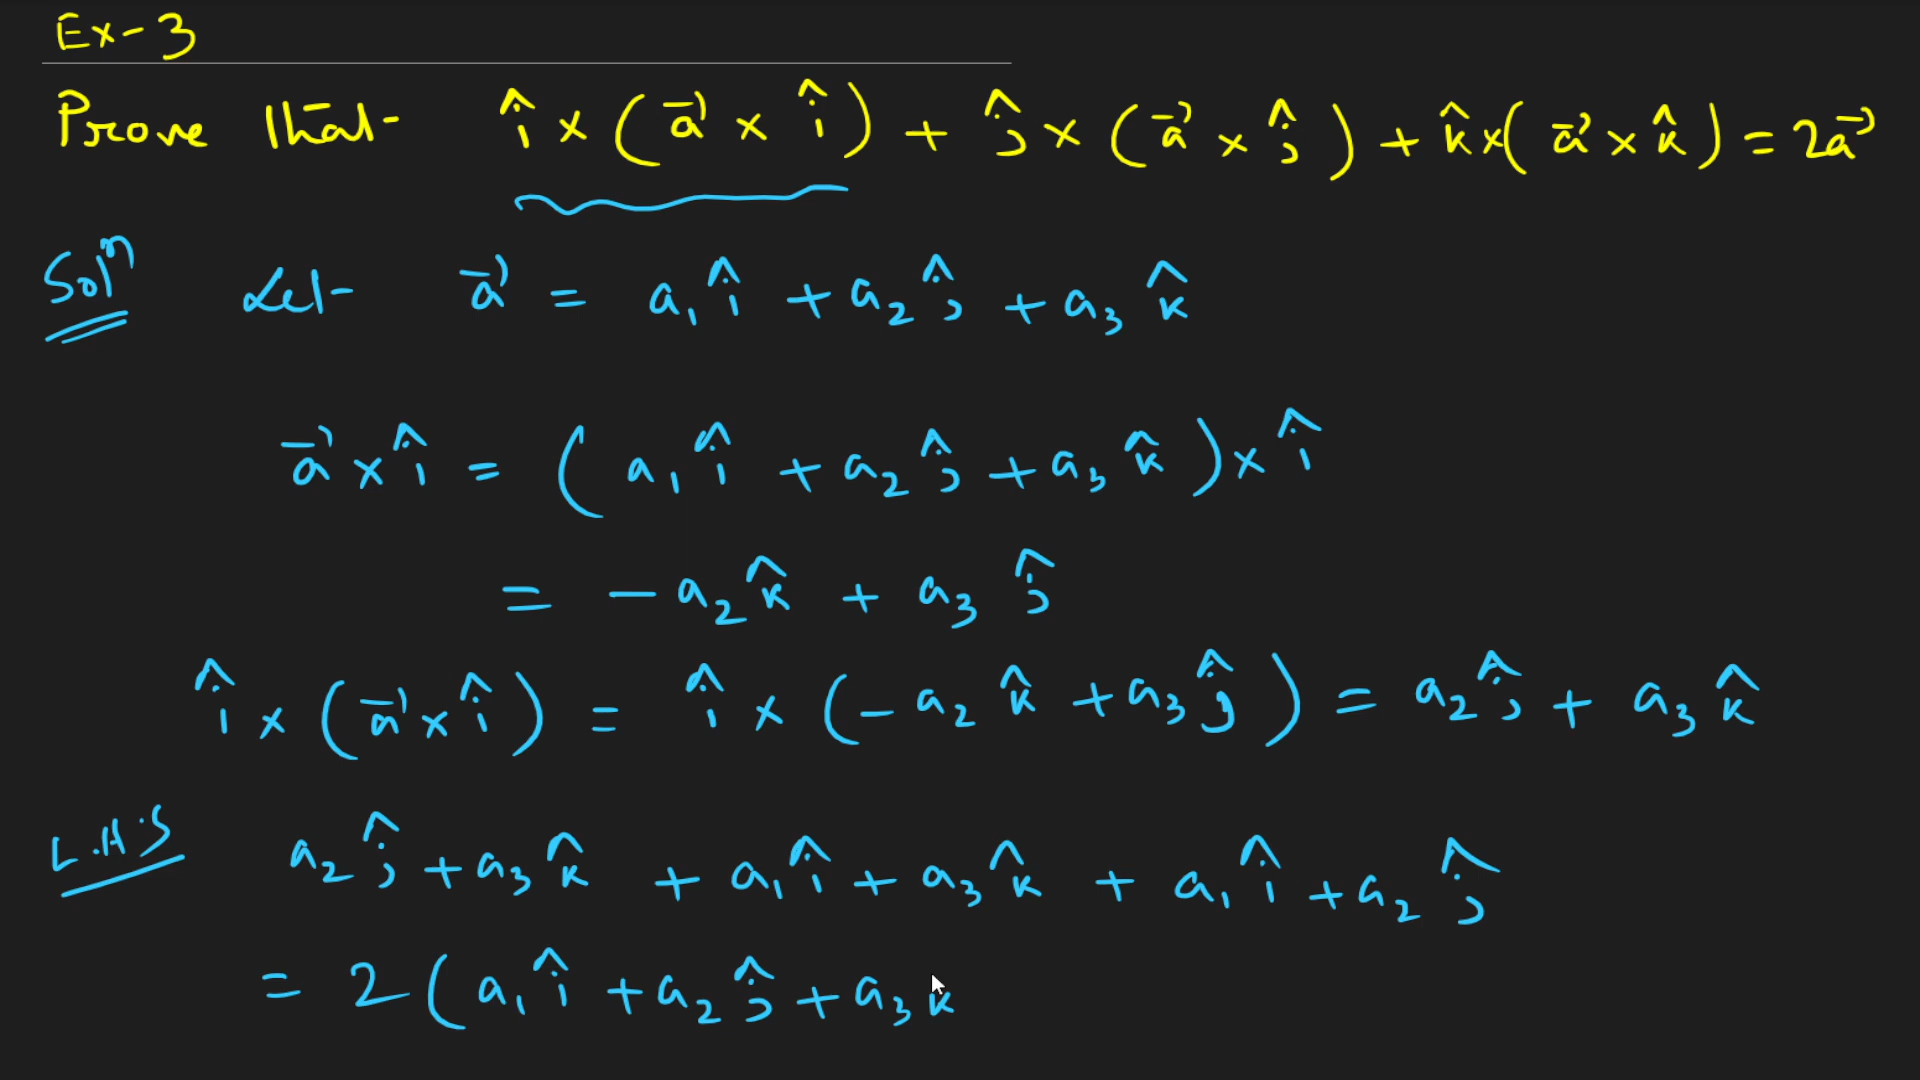 Ex-3
Prove that î × (a⃗ × î) + ĵ × (a⃗ × ĵ) + k̂ × (a⃗ × k̂) = 2a⃗
Solⁿ Let a⃗ = a₁î + a₂ĵ + a₃k̂
a⃗ × î = (a₁î + a₂ĵ + a₃k̂) × î
= - a₂k̂ + a₃ĵ
î × (a⃗ × î) = î × (- a₂k̂ + a₃ĵ) = a₂ĵ + a₃k̂
L.H.S a₂ĵ + a₃k̂ + a₁î + a₃k̂ + a₁î + a₂ĵ
= 2 (a₁î + a₂ĵ + a₃k